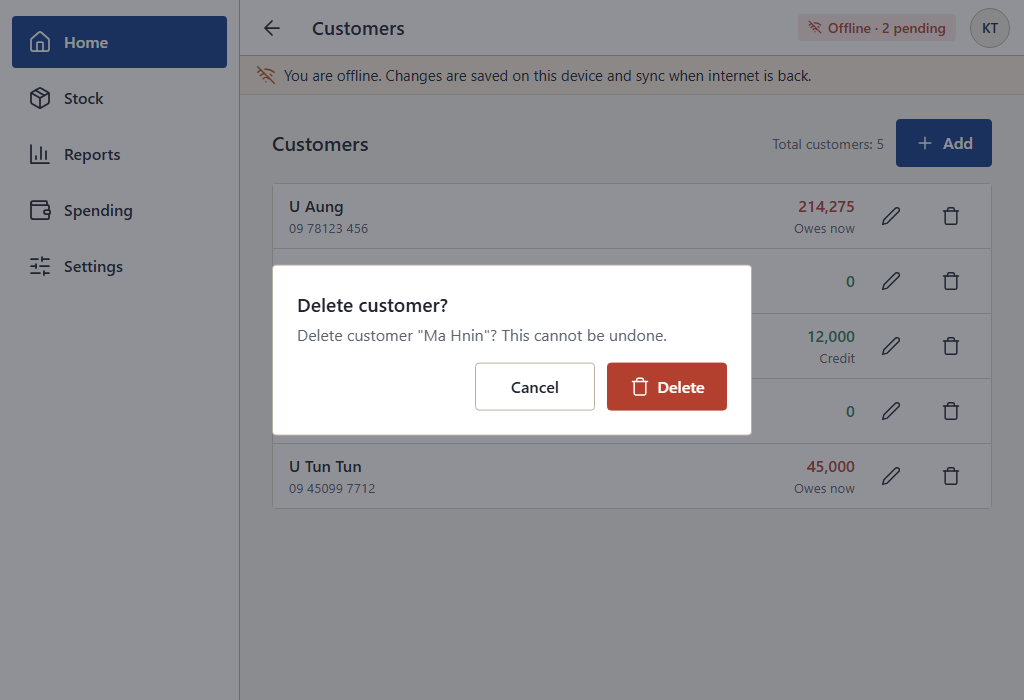 Home
Stock
Reports
Spending
Settings
Customers
Offline · 2 pending
KT
You are offline. Changes are saved on this device and sync when internet is back.
Customers
Total customers: 5
Add
U Aung
09 78123 456
214,275
Owes now
0
12,000
Credit
0
Delete customer?
Delete customer "Ma Hnin"? This cannot be undone.
Cancel
Delete
U Tun Tun
09 45099 7712
45,000
Owes now